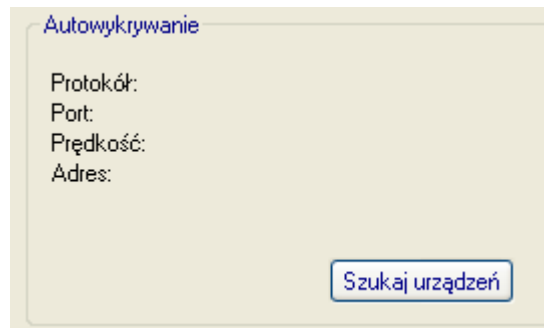 Autowykrywanie
Protokół:
Port:
Prędkość:
Adres:
Szukaj urządzeń